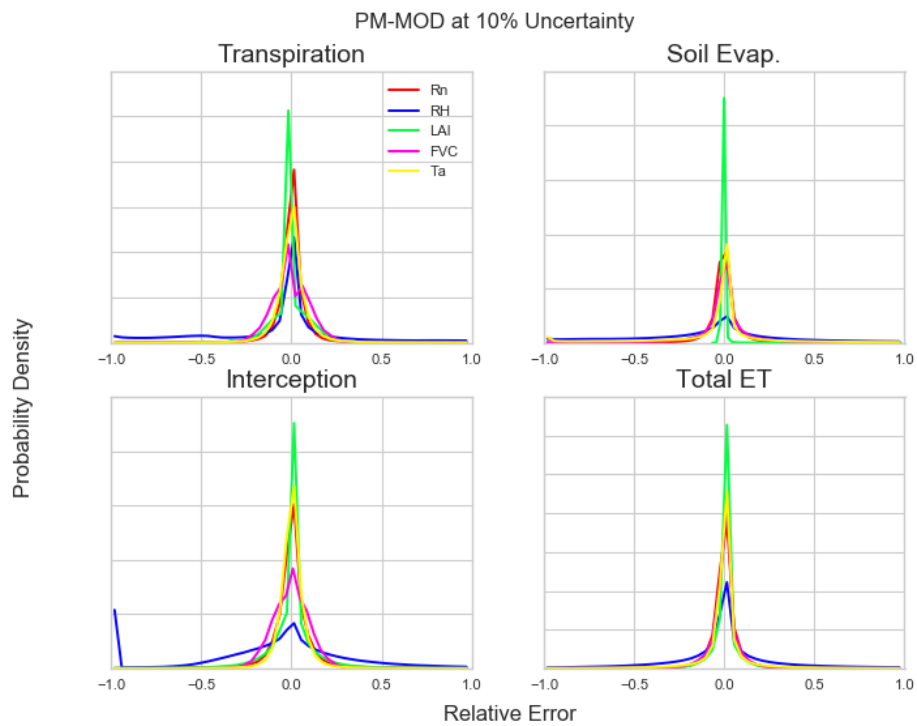 PM-MOD at 10% Uncertainty
Transpiration
Soil Evap.
Rn
RH
LAI
FVC
Ta
-1.0 -0.5 0.0 0.5 1.0
-1.0 -0.5 0.0 0.5 1.0
Interception
Total ET
Probability Density
-1.0 -0.5 0.0 0.5 1.0
-1.0 -0.5 0.0 0.5 1.0
Relative Error